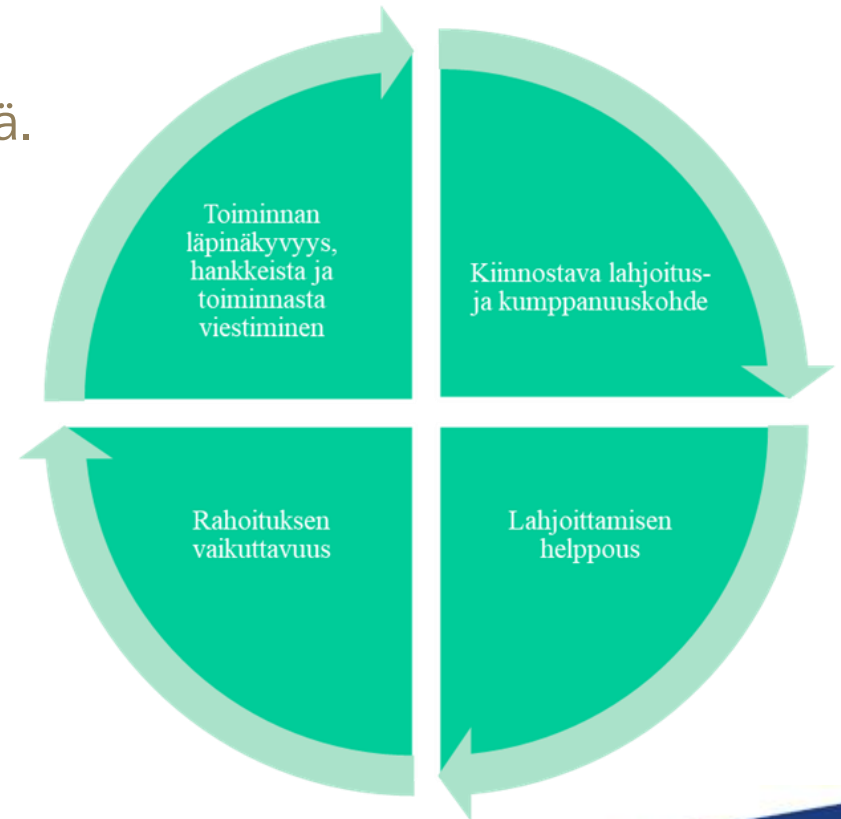 ä.
Toiminnan
läpinäkyvyys,
hankkeista ja
toiminnasta
viestiminen
Kiinnostava lahjoitus-
ja kumppanuuskohde
Rahoituksen
vaikuttavuus
Lahjoittamisen
helppous